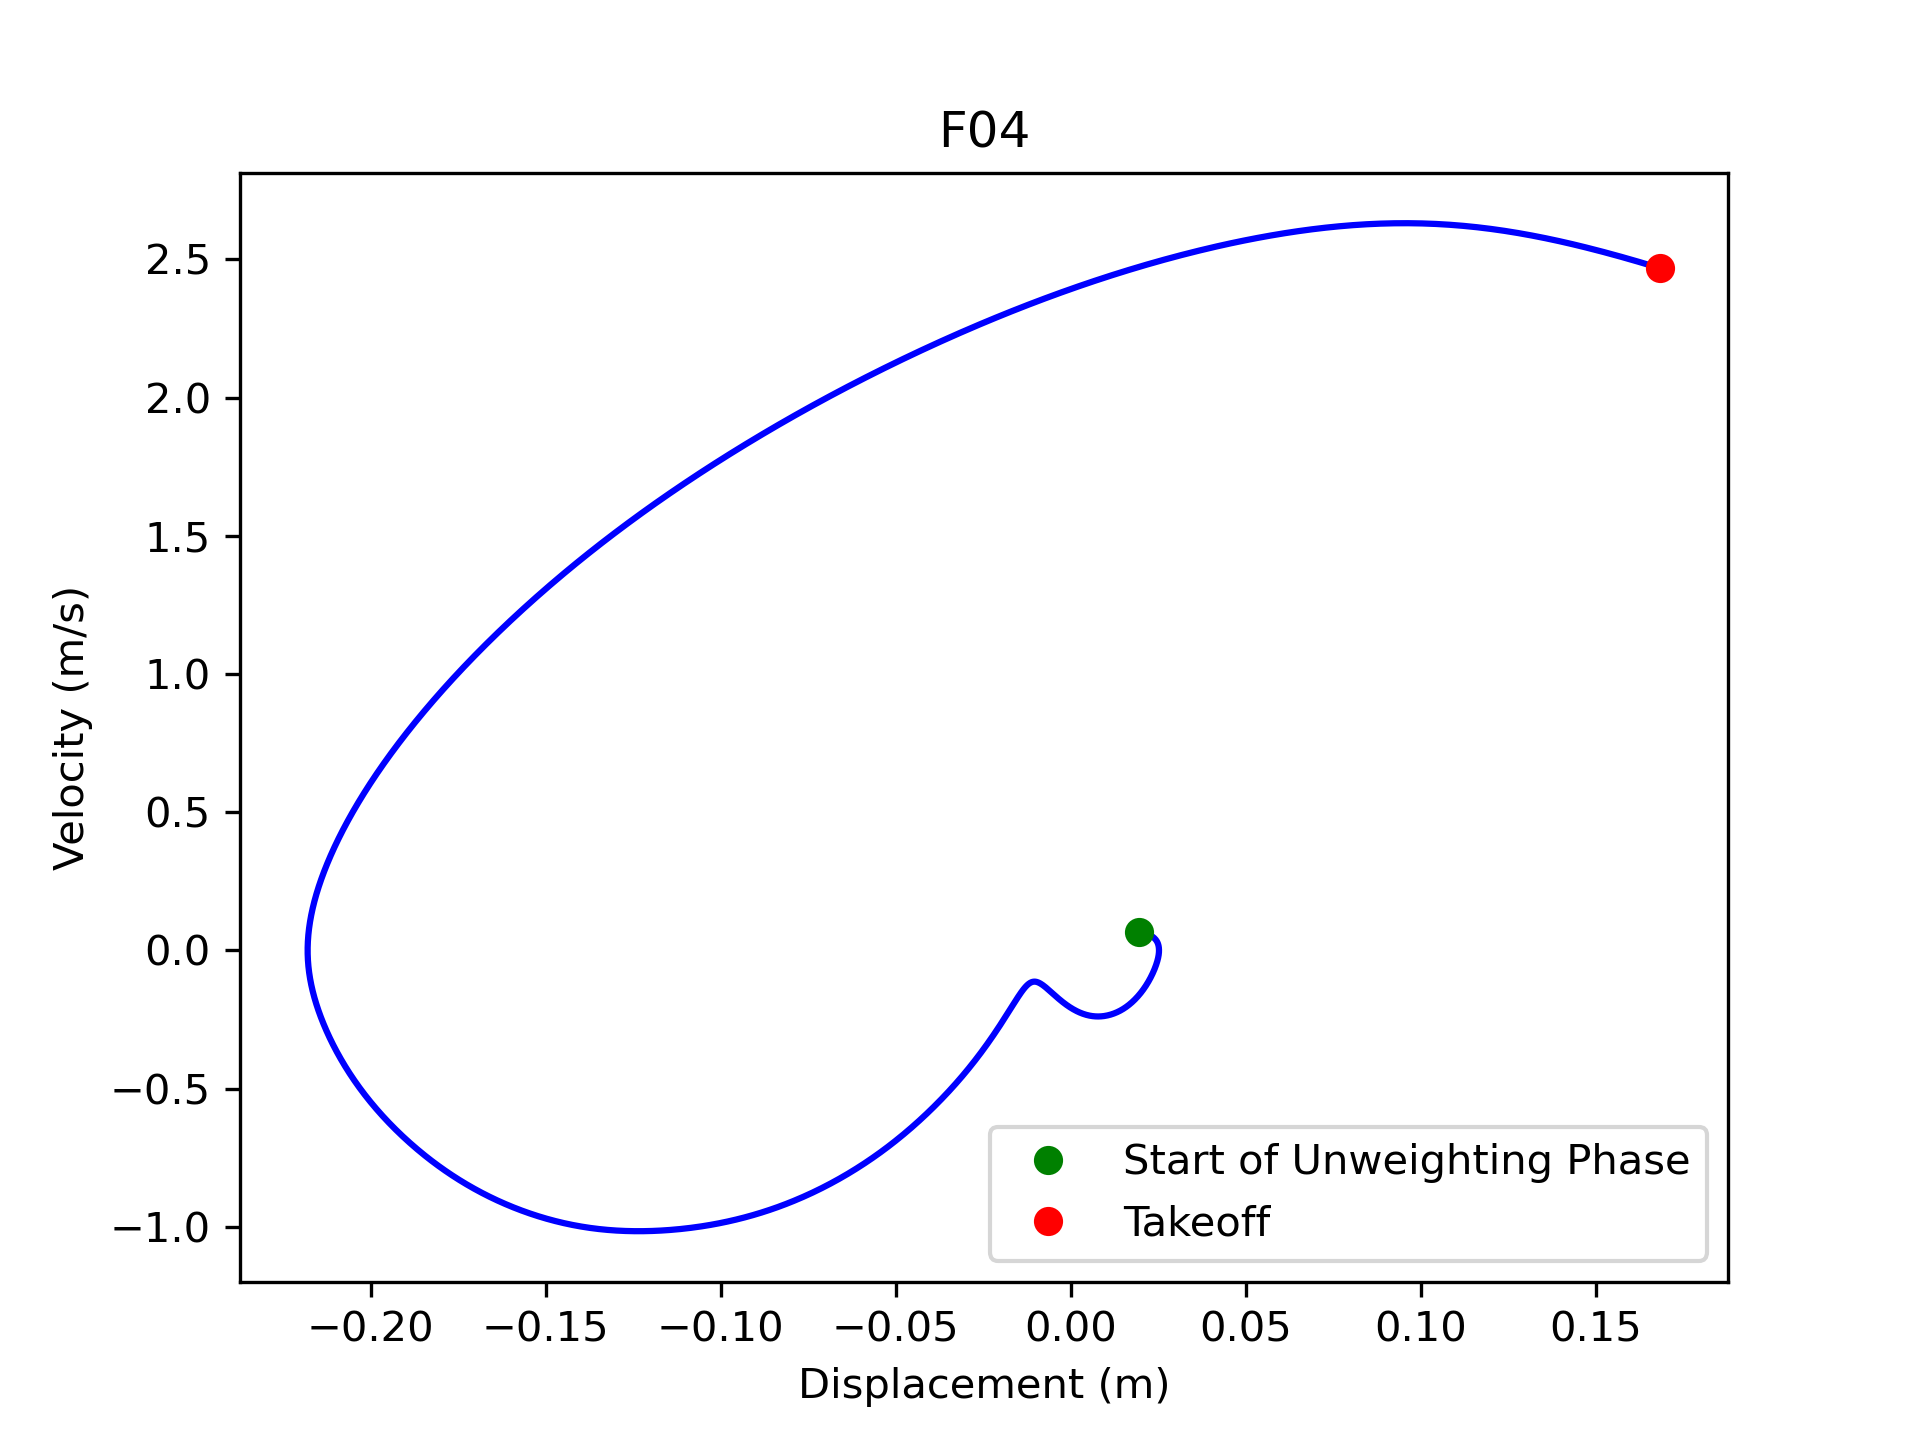 F04
Velocity (m/s)
2.5
2.0
1.5
1.0
0.5
0.0
−0.5
−1.0
Start of Unweighting Phase
Takeoff
−0.20 −0.15 −0.10 −0.05 0.00 0.05 0.10 0.15
Displacement (m)